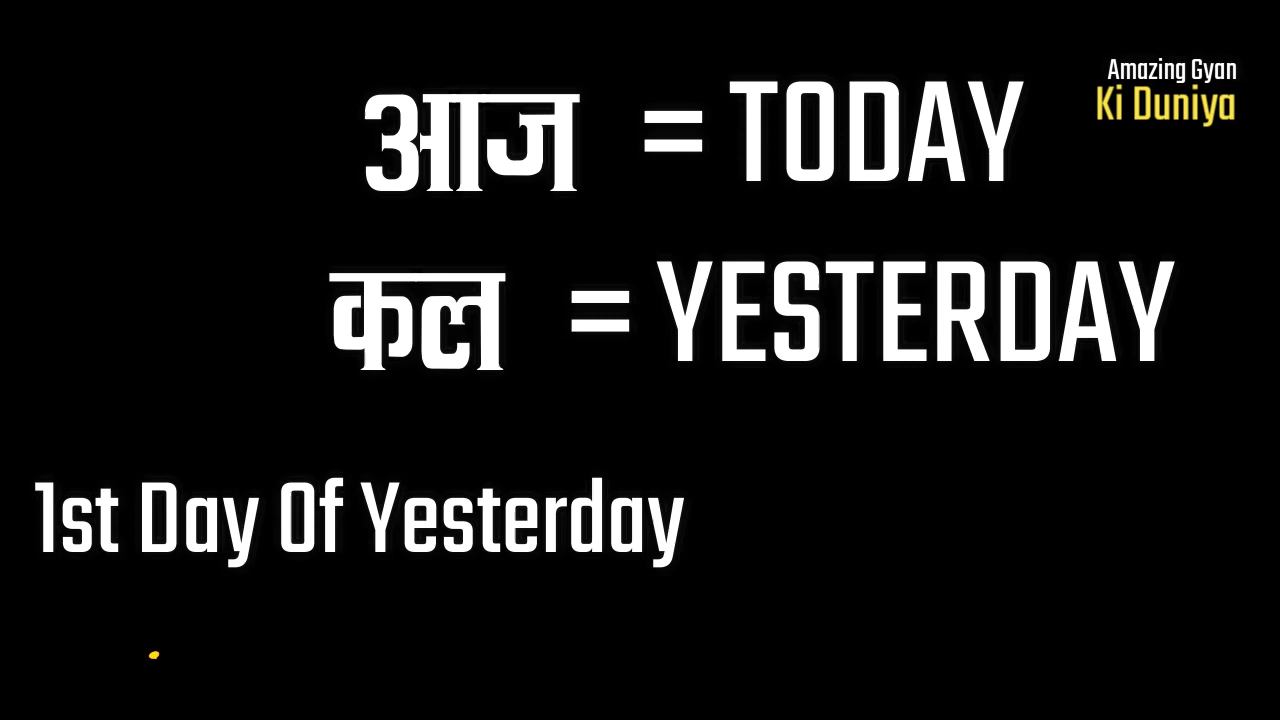 Amazing Gyan
Ki Duniya
आज = TODAY
कल = YESTERDAY
1st Day Of Yesterday